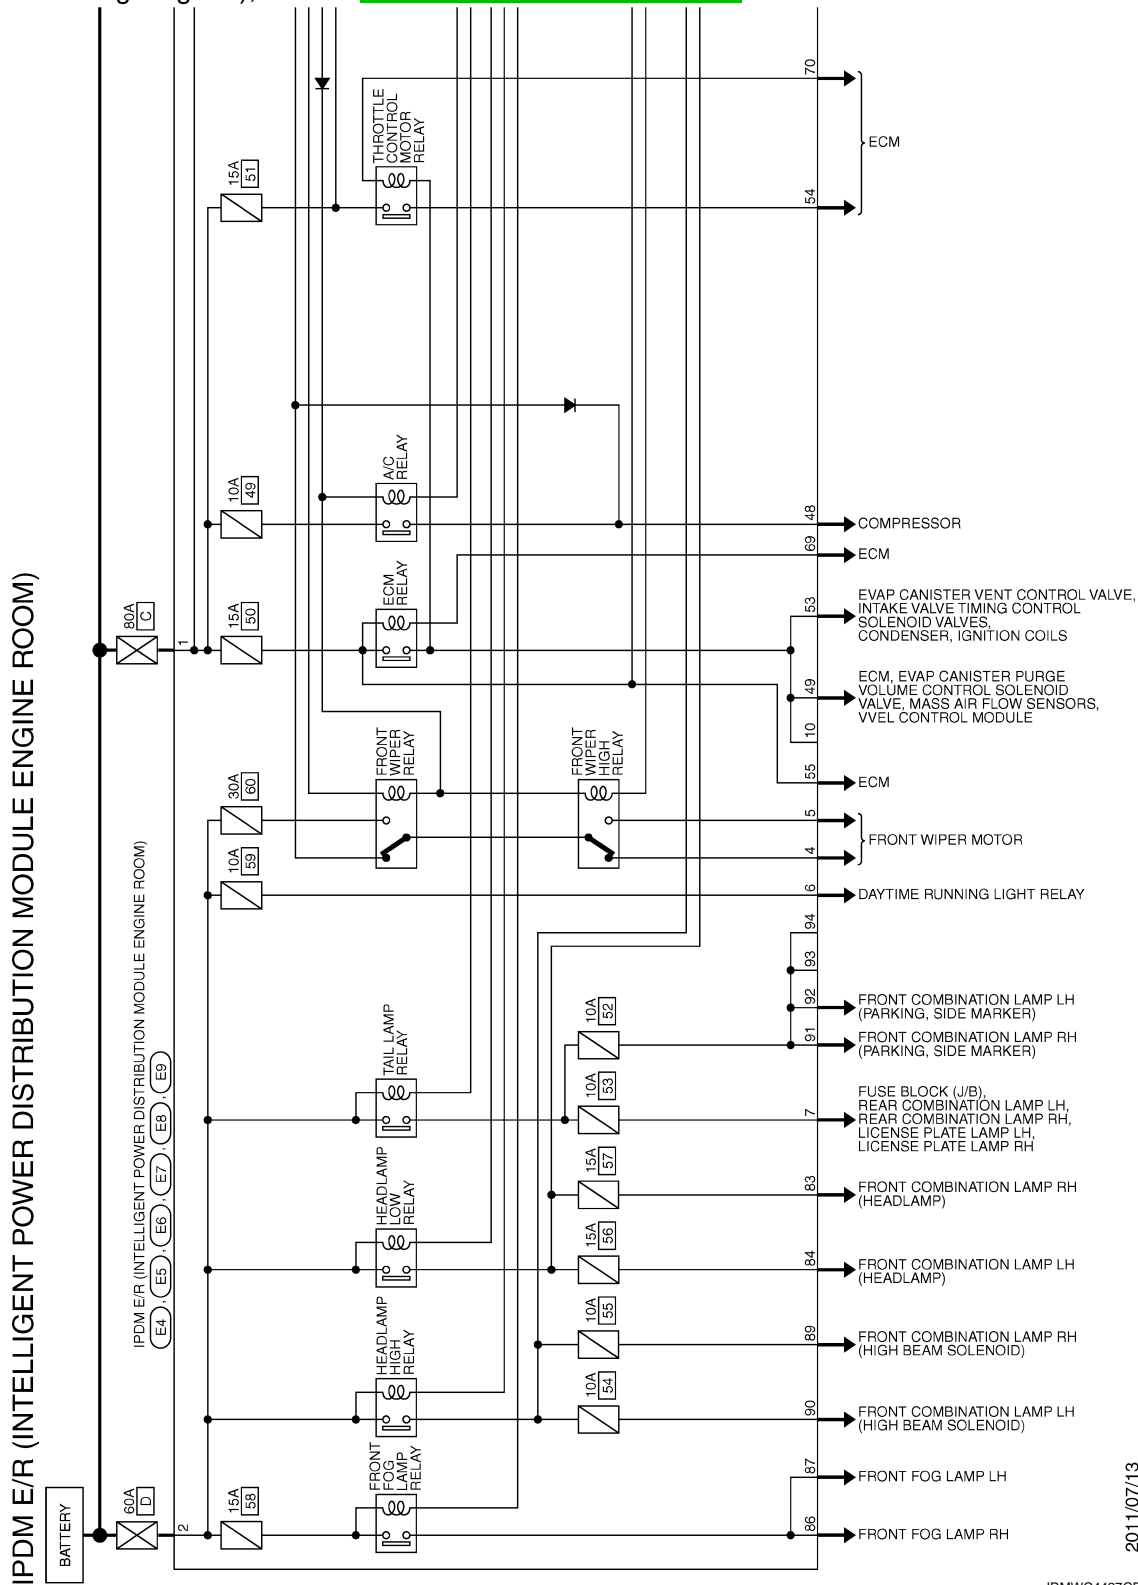 IPDM E/R (INTELLIGENT POWER DISTRIBUTION MODULE ENGINE ROOM)
BATTERY
80A
C
60A
D
1
2
IPDM E/R (INTELLIGENT POWER DISTRIBUTION MODULE ENGINE ROOM)
E4 , E5 , E6 , E7 , E8 , E9
15A
51
THROTTLE
CONTROL
MOTOR
RELAY
70
54
ECM
10A
49
A/C
RELAY
48
COMPRESSOR
69
ECM
15A
50
ECM
RELAY
53
EVAP CANISTER VENT CONTROL VALVE,
INTAKE VALVE TIMING CONTROL
SOLENOID VALVES,
CONDENSER, IGNITION COILS
49
ECM, EVAP CANISTER PURGE
VOLUME CONTROL SOLENOID
VALVE, MASS AIR FLOW SENSORS,
VVEL CONTROL MODULE
10
55
ECM
30A
60
FRONT
WIPER
RELAY
FRONT
WIPER
HIGH
RELAY
5
4
FRONT WIPER MOTOR
10A
59
6
DAYTIME RUNNING LIGHT RELAY
94
93
92
FRONT COMBINATION LAMP LH
(PARKING, SIDE MARKER)
10A
52
91
FRONT COMBINATION LAMP RH
(PARKING, SIDE MARKER)
TAIL LAMP
RELAY
10A
53
7
FUSE BLOCK (J/B),
REAR COMBINATION LAMP LH,
REAR COMBINATION LAMP RH,
LICENSE PLATE LAMP LH,
LICENSE PLATE LAMP RH
15A
57
83
FRONT COMBINATION LAMP RH
(HEADLAMP)
HEADLAMP
LOW
RELAY
15A
56
84
FRONT COMBINATION LAMP LH
(HEADLAMP)
10A
55
89
FRONT COMBINATION LAMP RH
(HIGH BEAM SOLENOID)
HEADLAMP
HIGH
RELAY
10A
54
90
FRONT COMBINATION LAMP LH
(HIGH BEAM SOLENOID)
87
FRONT FOG LAMP LH
15A
58
FRONT
FOG
LAMP
RELAY
86
FRONT FOG LAMP RH
2011/07/13